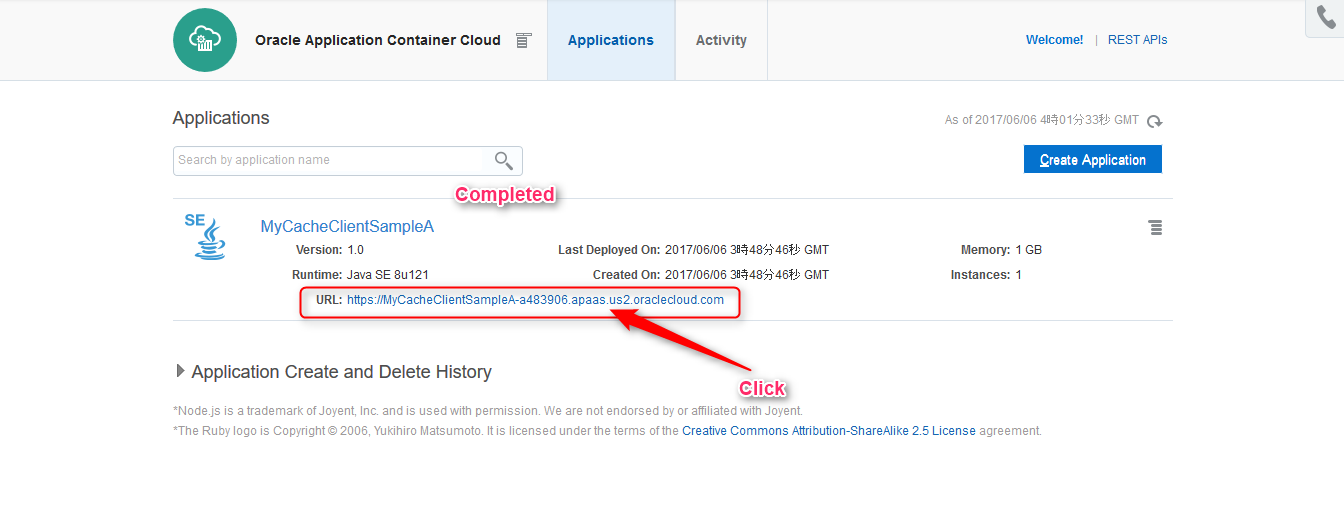 Oracle Application Container Cloud
Applications
Activity
Welcome! | REST APIs
Applications
As of 2017/06/06 4時01分33秒 GMT
Search by application name
Create Application
Completed
SE
MyCacheClientSampleA
Version: 1.0
Last Deployed On: 2017/06/06 3時48分46秒 GMT
Memory: 1 GB
Runtime: Java SE 8u121
Created On: 2017/06/06 3時48分46秒 GMT
Instances: 1
URL: https://MyCacheClientSampleA-a483906.apaas.us2.oraclecloud.com
Application Create and Delete History
Click
*Node.js is a trademark of Joyent, Inc. and is used with permission. We are not endorsed by or affiliated with Joyent.
*The Ruby logo is Copyright © 2006, Yukihiro Matsumoto. It is licensed under the terms of the Creative Commons Attribution-ShareAlike 2.5 License agreement.